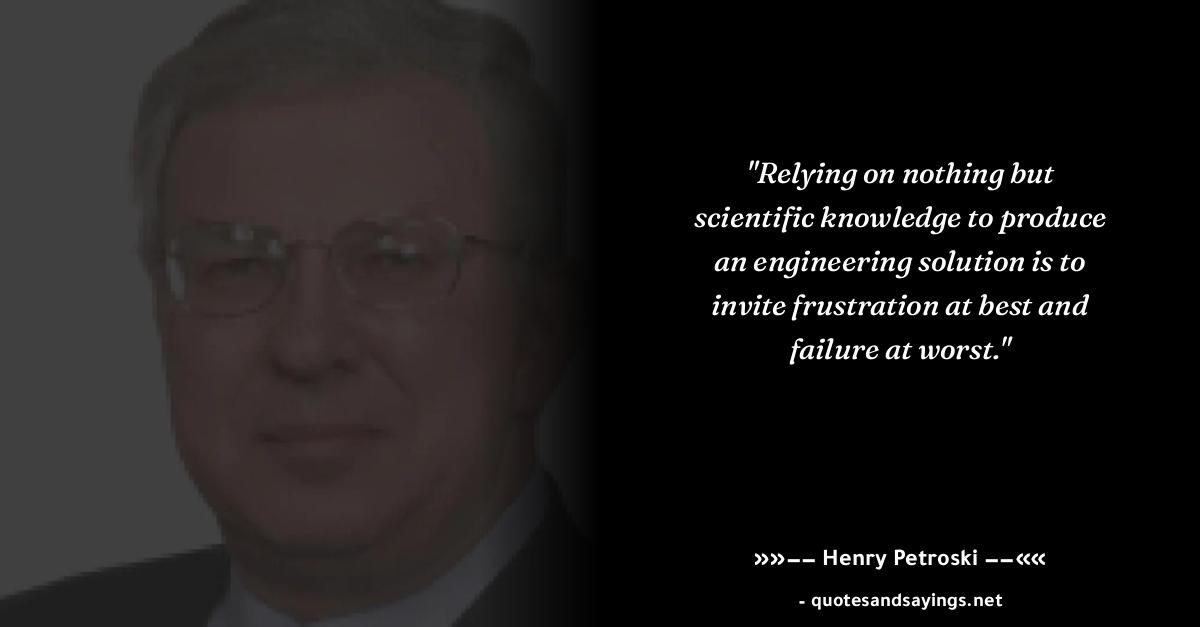 "Relying on nothing but
scientific knowledge to produce
an engineering solution is to
invite frustration at best and
failure at worst."
»»−− Henry Petroski −−««
- quotesandsayings.net